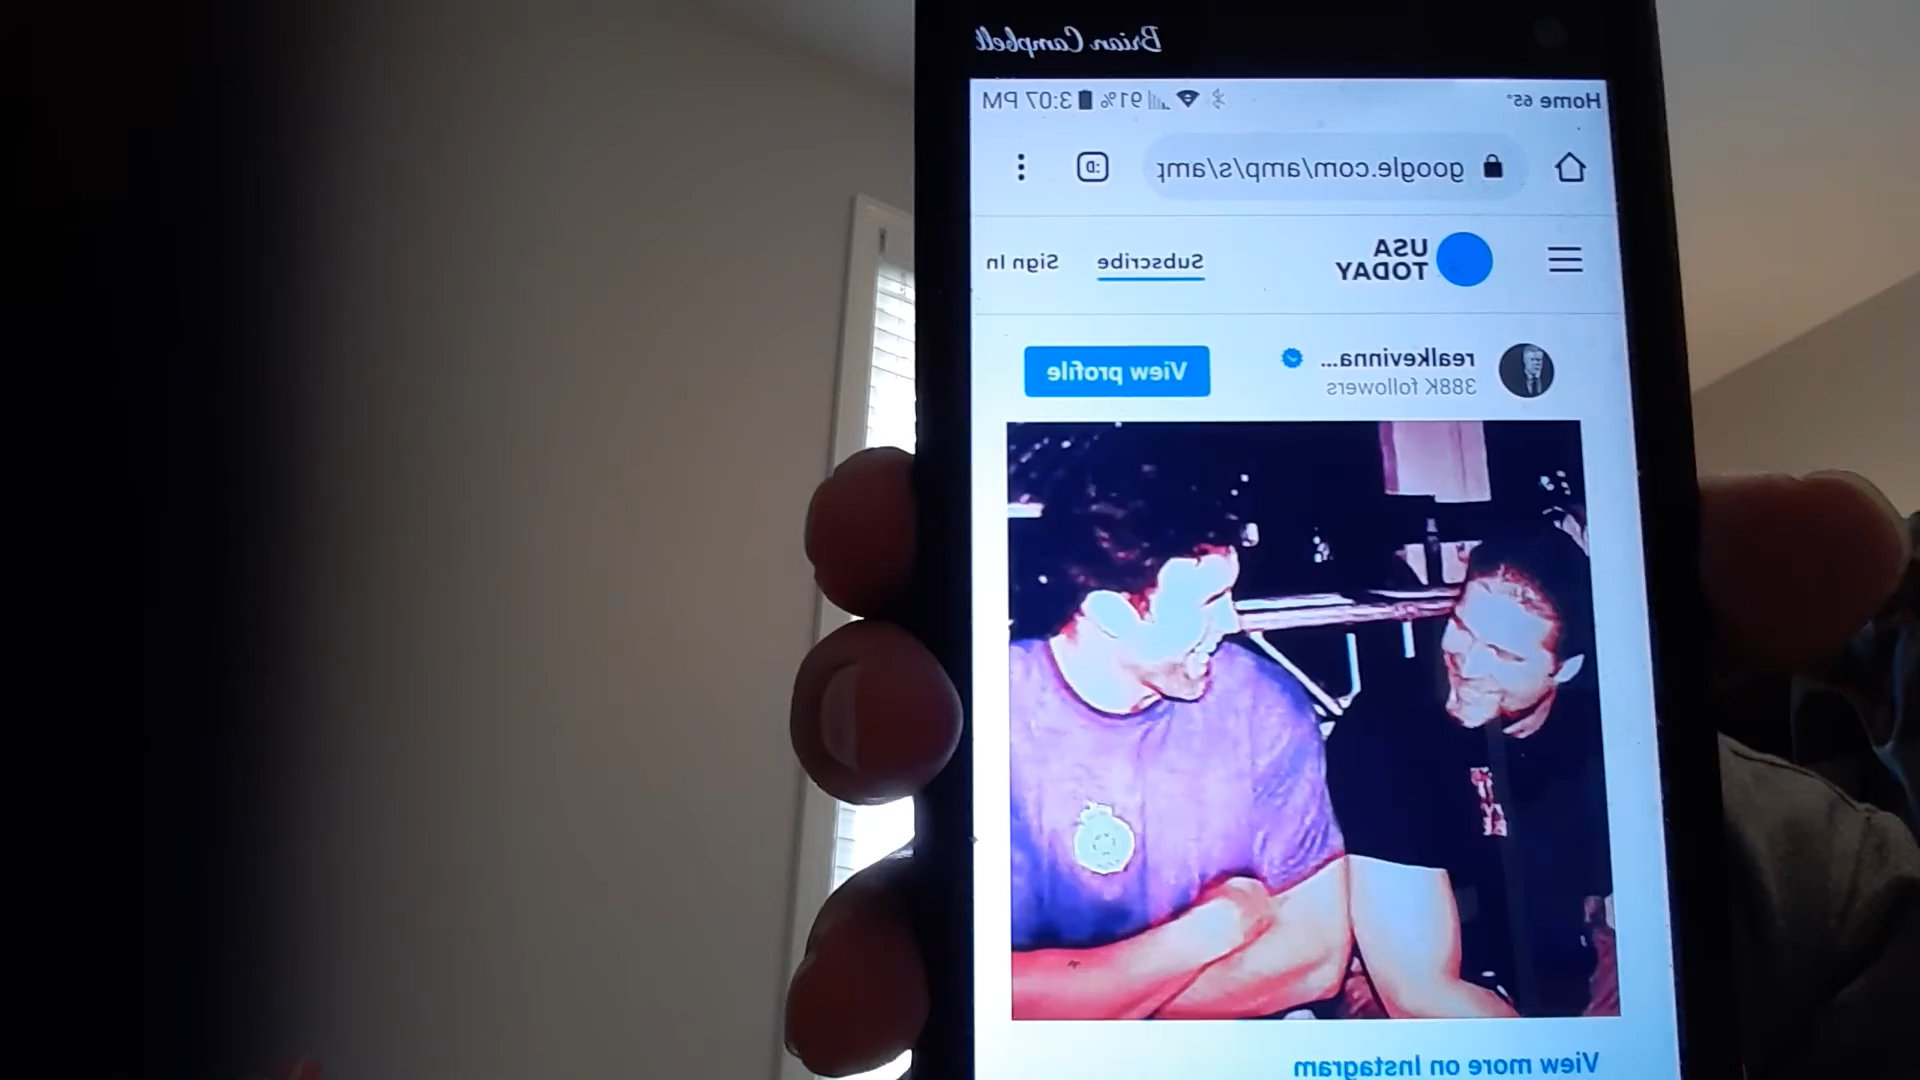 Brian Campbell
Home 65° 91% 3:07 PM
google.com/amp/s/amp
:D
USA
TODAY
Subscribe
Sign In
realkevinna...
388K followers
View profile
View more on Instagram